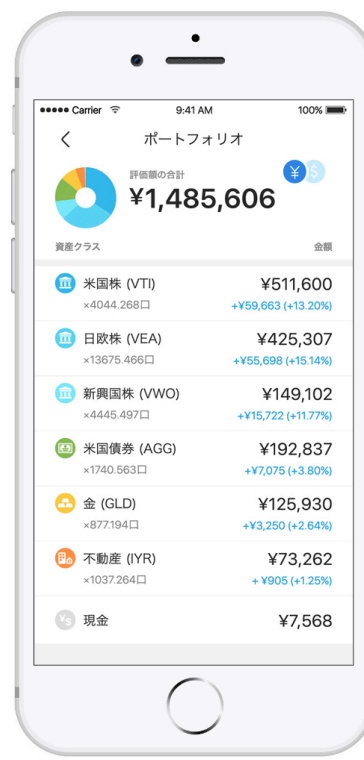 Carrier 9:41 AM 100%
ポートフォリオ
評価額の合計
¥ $
¥1,485,606
資産クラス 金額
米国株 (VTI) ¥511,600
×4044.268口 +¥59,663 (+13.20%)
日欧株 (VEA) ¥425,307
×13675.466口 +¥55,698 (+15.14%)
新興国株 (VWO) ¥149,102
×4445.497口 +¥15,722 (+11.77%)
米国債券 (AGG) ¥192,837
×1740.563口 +¥7,075 (+3.80%)
金 (GLD) ¥125,930
×877.194口 +¥3,250 (+2.64%)
不動産 (IYR) ¥73,262
×1037.264口 + ¥905 (+1.25%)
¥$ 現金 ¥7,568